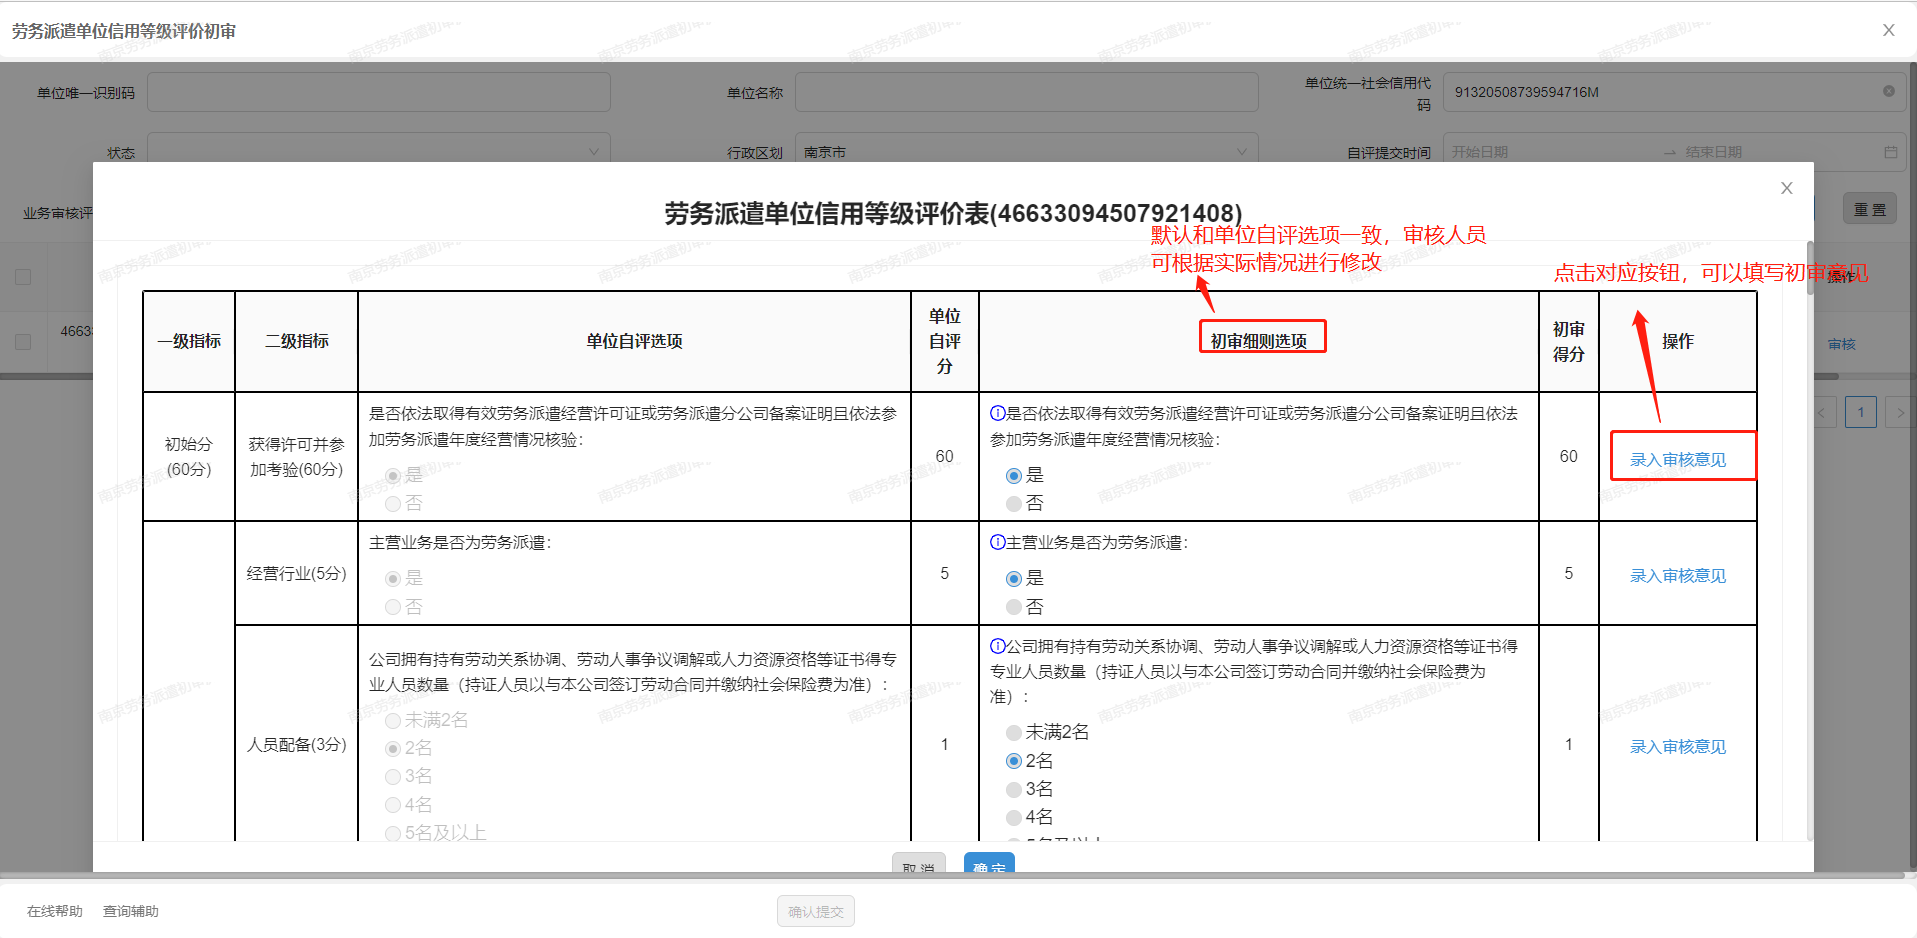 劳务派遣单位信用等级评价初审
单位唯一识别码
单位名称
单位统一社会信用代码
91320508739594716M
状态
行政区划
南京市
自评提交时间
开始日期
结束日期
业务审核评
重 置
劳务派遣单位信用等级评价表(46633094507921408)
默认和单位自评选项一致，审核人员
可根据实际情况进行修改
点击对应按钮，可以填写初审意见
操作
4663
审核
1
一级指标
二级指标
单位自评选项
单位
自评
分
初审细则选项
初审
得分
操作
初始分
(60分)
获得许可并参
加考验(60分)
是否依法取得有效劳务派遣经营许可证或劳务派遣分公司备案证明且依法参
加劳务派遣年度经营情况核验：
是
否
60
是否依法取得有效劳务派遣经营许可证或劳务派遣分公司备案证明且依法
参加劳务派遣年度经营情况核验：
是
否
60
录入审核意见
经营行业(5分)
主营业务是否为劳务派遣：
是
否
5
主营业务是否为劳务派遣：
是
否
5
录入审核意见
人员配备(3分)
公司拥有持有劳动关系协调、劳动人事争议调解或人力资源资格等证书得专
业人员数量（持证人员以与本公司签订劳动合同并缴纳社会保险费为准）：
未满2名
2名
3名
4名
5名及以上
1
公司拥有持有劳动关系协调、劳动人事争议调解或人力资源资格等证书得
专业人员数量（持证人员以与本公司签订劳动合同并缴纳社会保险费为
准）：
未满2名
2名
3名
4名
5名及以上
1
录入审核意见
取 消
确 定
在线帮助
查询辅助
确认提交